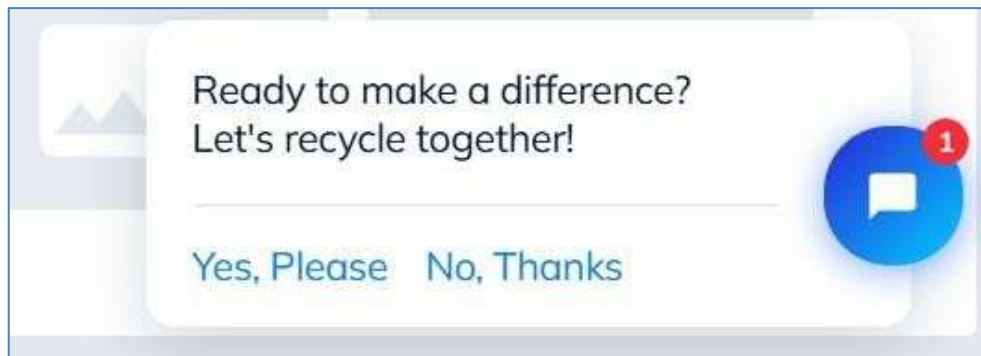 Ready to make a difference?
Let's recycle together!
1
Yes, Please No, Thanks